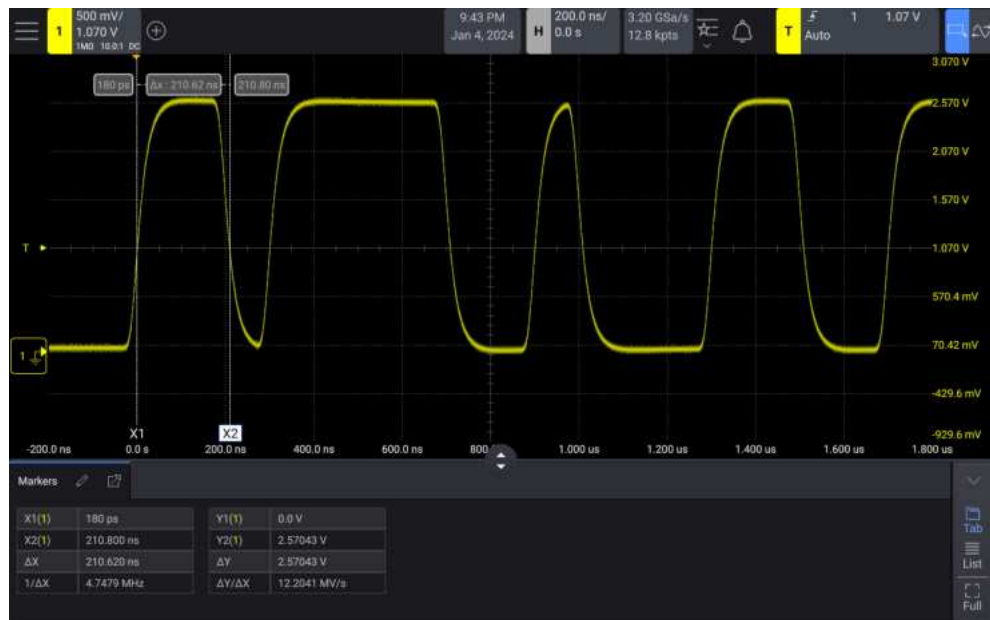 500 mV/
1
1.070 V
1MΩ 10.0:1 DC
9:43 PM
Jan 4, 2024
H
200.0 ns/
0.0 s
3.20 GSa/s
12.8 kpts
T
1
1.07 V
Auto
3.070 V
180 ps
Δx : 210.62 ns
210.80 ns
2.570 V
2.070 V
1.570 V
T
1.070 V
570.4 mV
1
70.42 mV
-429.6 mV
X1
X2
-929.6 mV
-200.0 ns
0.0 s
200.0 ns
400.0 ns
600.0 ns
800
1.000 us
1.200 us
1.400 us
1.600 us
1.800 us
Markers
X1(1) 180 ps Y1(1) 0.0 V
X2(1) 210.800 ns Y2(1) 2.57043 V
ΔX 210.620 ns ΔY 2.57043 V
1/ΔX 4.7479 MHz ΔY/ΔX 12.2041 MV/s
Tab
List
Full